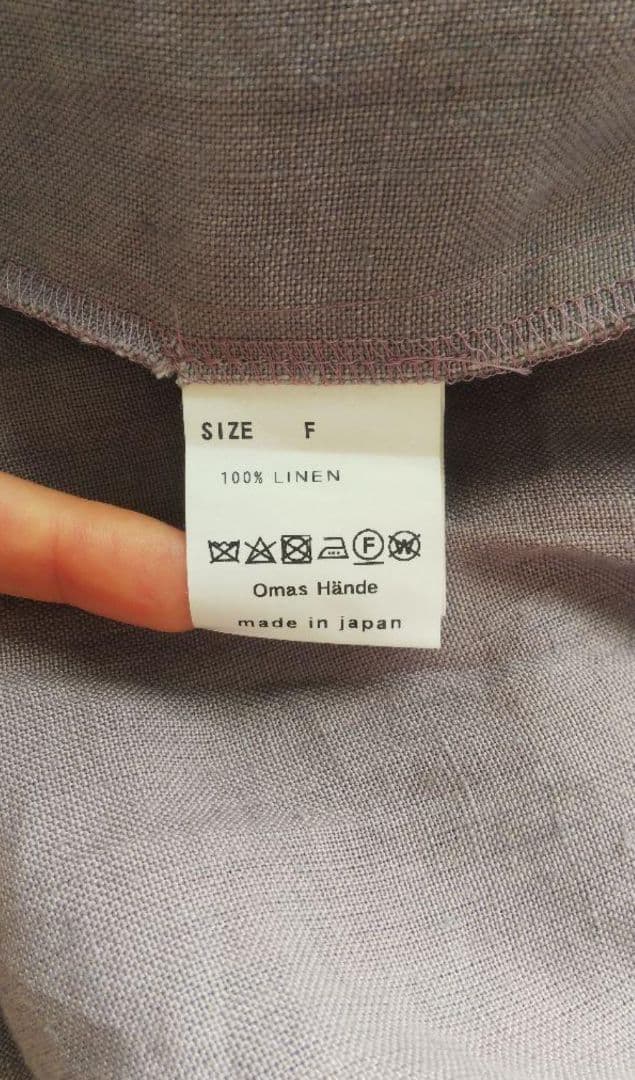 SIZE F
100% LINEN
F W
Omas Hände
made in japan